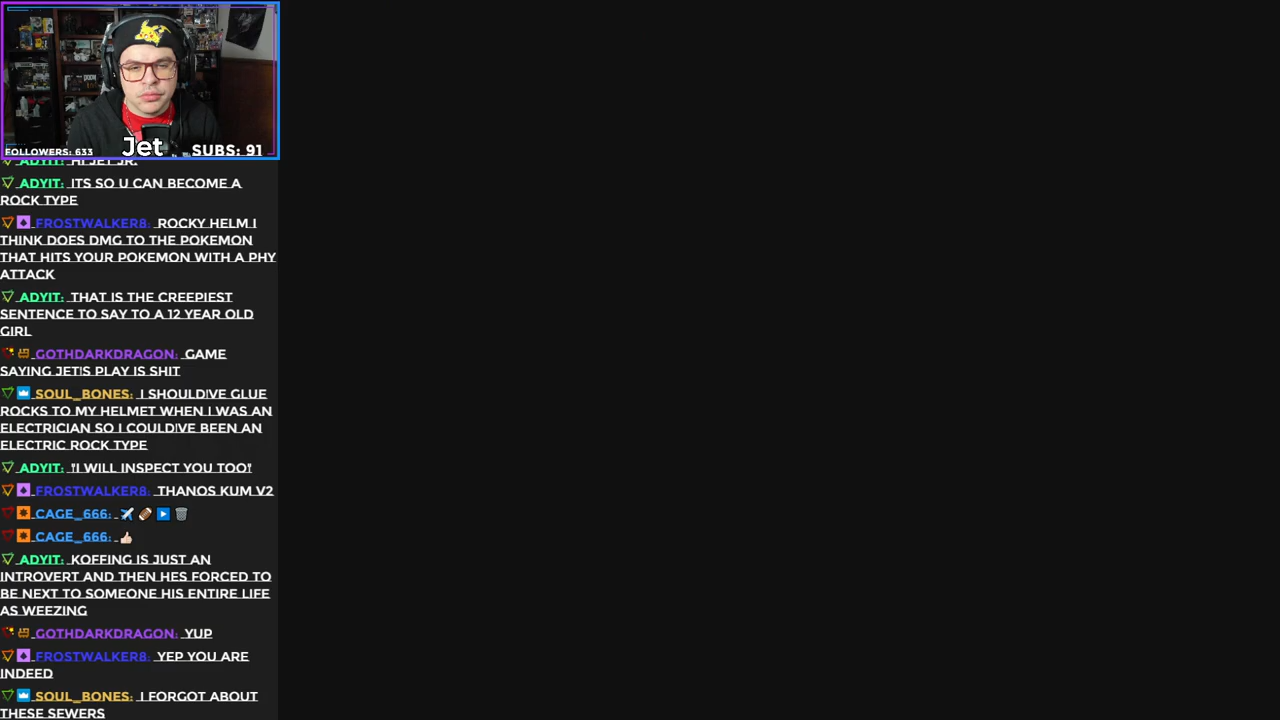 FOLLOWERS: 633
Jet
SUBS: 91
ADYIT: HI JET JR.
ADYIT: ITS SO U CAN BECOME A
ROCK TYPE
FROSTWALKER8: ROCKY HELM I
THINK DOES DMG TO THE POKEMON
THAT HITS YOUR POKEMON WITH A PHY
ATTACK
ADYIT: THAT IS THE CREEPIEST
SENTENCE TO SAY TO A 12 YEAR OLD
GIRL
GOTHDARKDRAGON: GAME
SAYING JET'S PLAY IS SHIT
SOUL_BONES: I SHOULD'VE GLUE
ROCKS TO MY HELMET WHEN I WAS AN
ELECTRICIAN SO I COULD'VE BEEN AN
ELECTRIC ROCK TYPE
ADYIT: "I WILL INSPECT YOU TOO"
FROSTWALKER8: THANOS KUM V2
CAGE_666: ✈️ 🏈 ▶️ 🗑️
CAGE_666: 👍🏻
ADYIT: KOFFING IS JUST AN
INTROVERT AND THEN HES FORCED TO
BE NEXT TO SOMEONE HIS ENTIRE LIFE
AS WEEZING
GOTHDARKDRAGON: YUP
FROSTWALKER8: YEP YOU ARE
INDEED
SOUL_BONES: I FORGOT ABOUT
THESE SEWERS